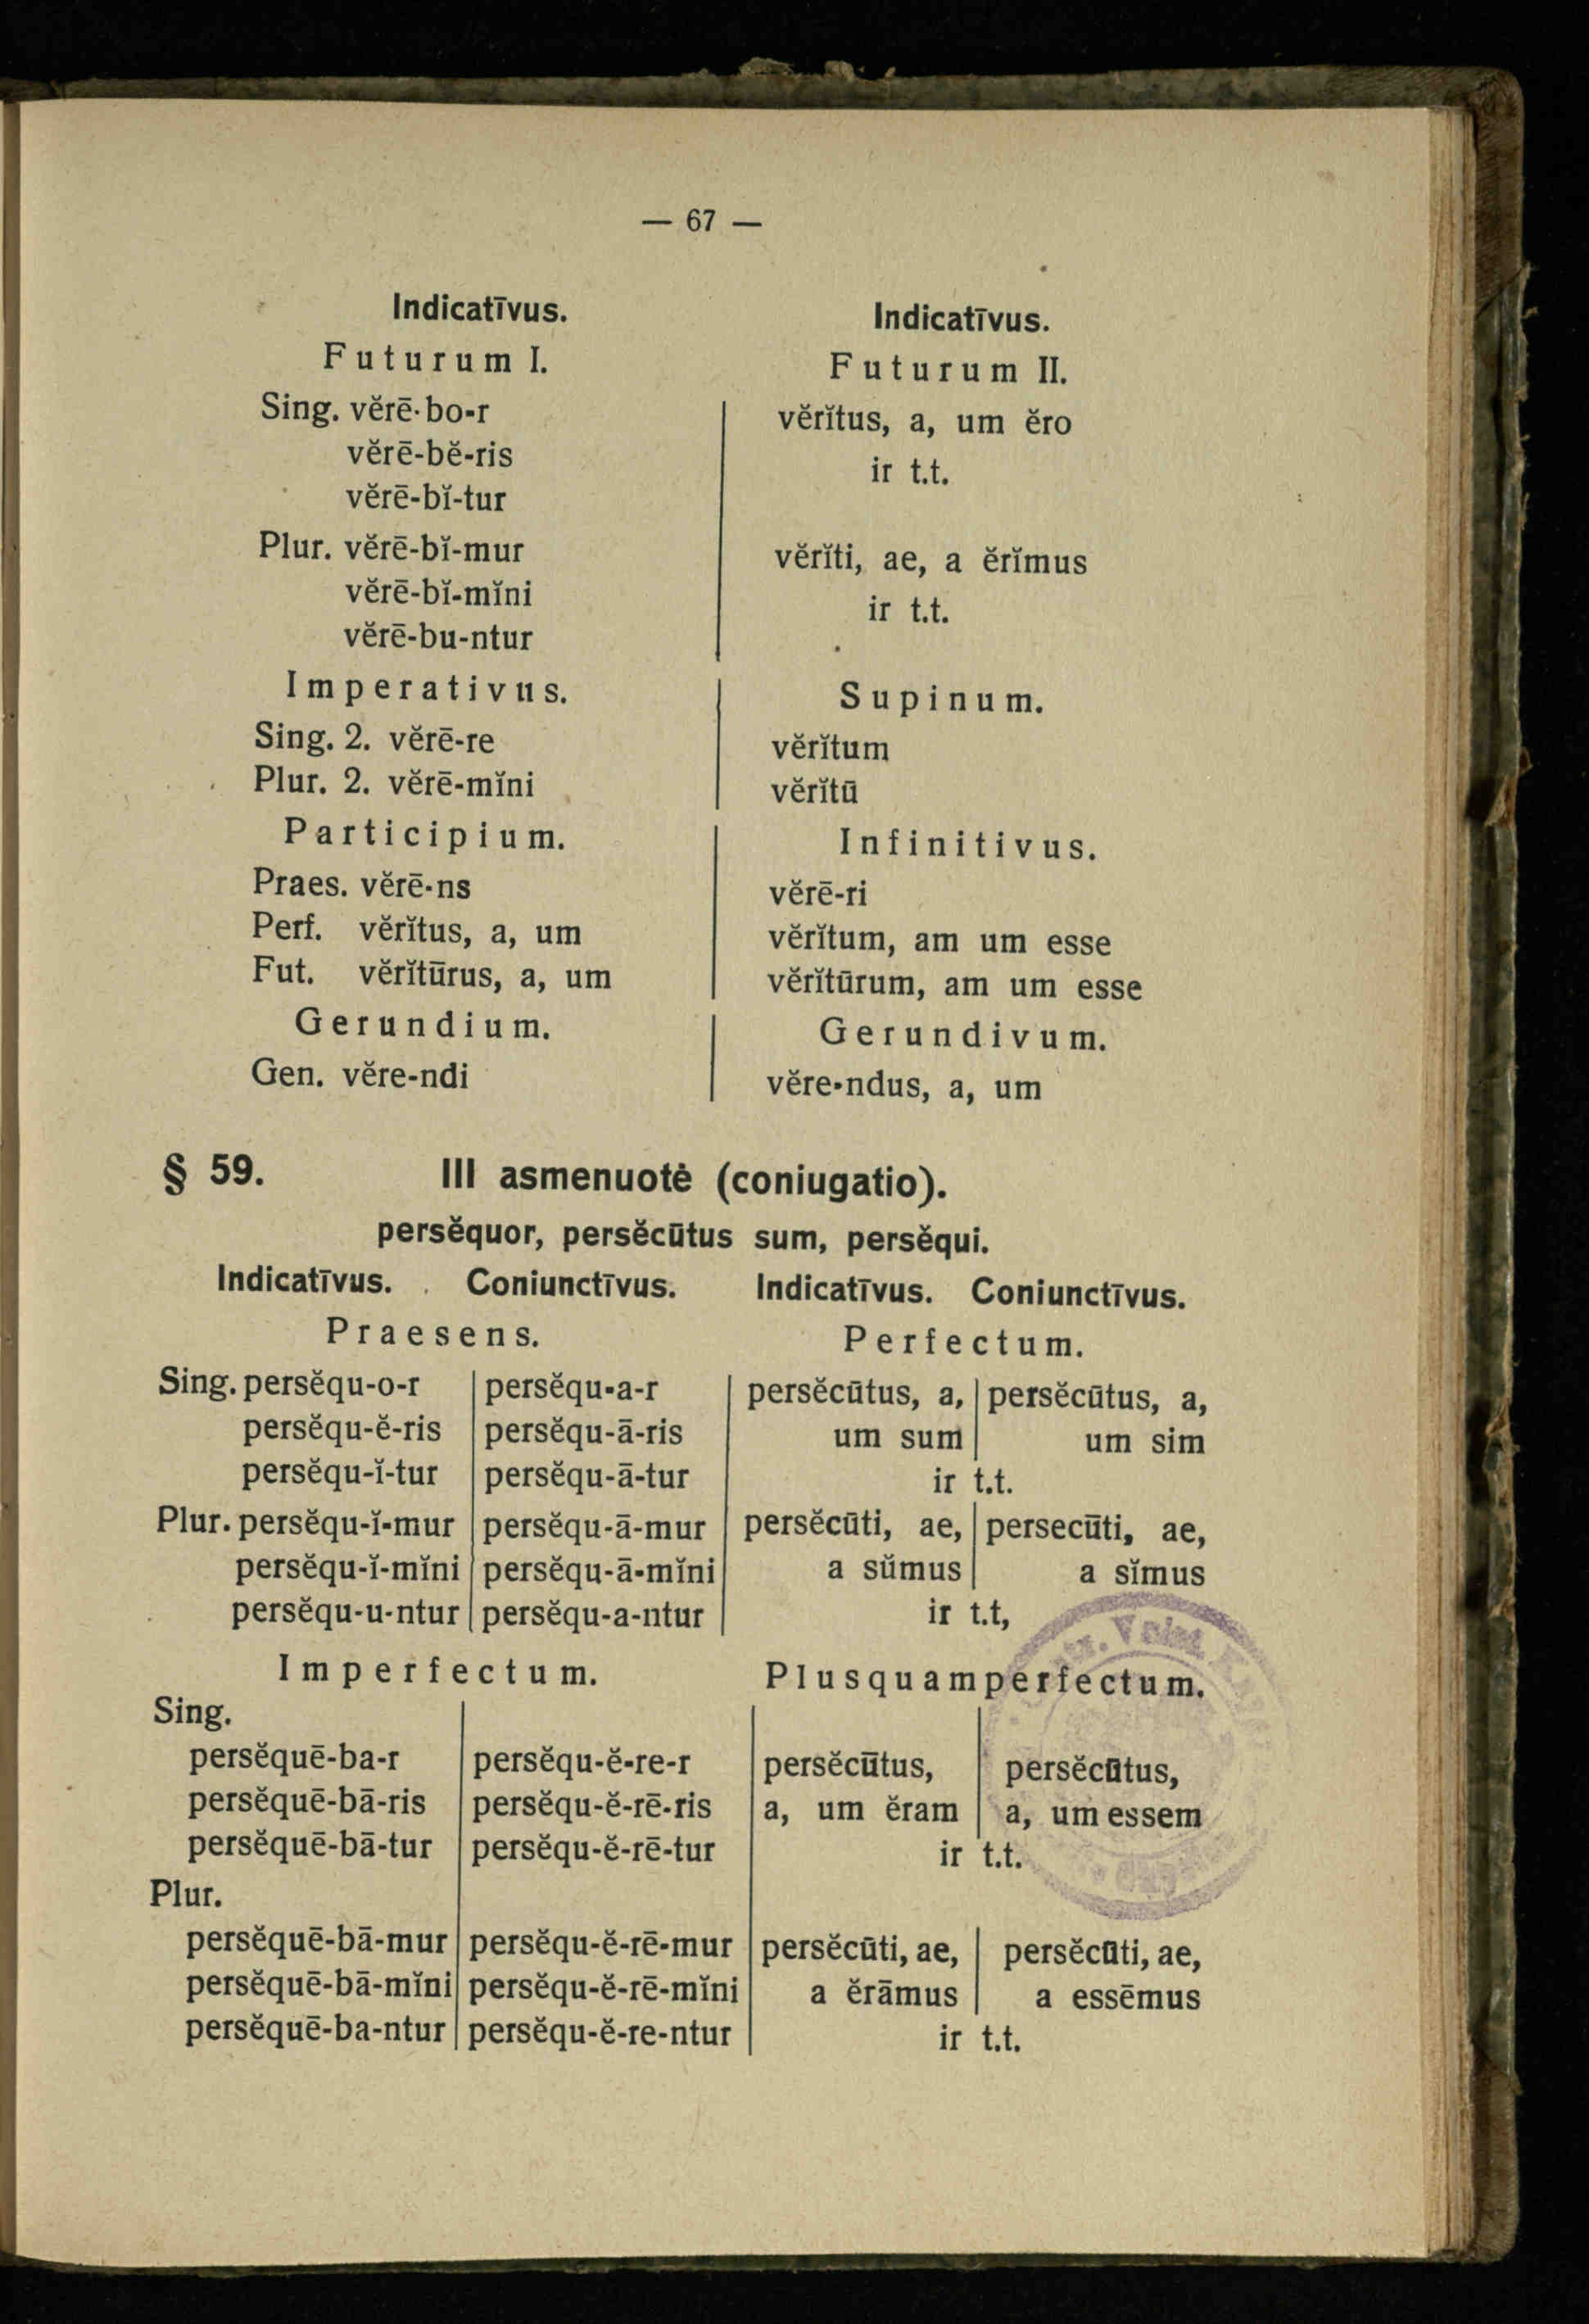 — 67 —
Indicatīvus. Indicatīvus.
Futurum I. Futurum II.
Sing. vĕrē-bo-r vĕrĭtus, a, um ĕro
vĕrē-bĕ-ris ir t.t.
vĕrē-bĭ-tur
Plur. vĕrē-bĭ-mur vĕrĭti, ae, a ĕrĭmus
vĕrē-bĭ-mĭni ir t.t.
vĕrē-bu-ntur
Imperativus. Supinum.
Sing. 2. vĕrē-re vĕrĭtum
Plur. 2. vĕrē-mĭni vĕrĭtū
Participium. Infinitivus.
Praes. vĕrē-ns vĕrē-ri
Perf. vĕrĭtus, a, um vĕrĭtum, am um esse
Fut. vĕrĭtūrus, a, um vĕrĭtūrum, am um esse
Gerundium. Gerundivum.
Gen. vĕre-ndi vĕre-ndus, a, um
§ 59. III asmenuotė (coniugatio).
persĕquor, persĕcūtus sum, persĕqui.
Indicatīvus. Coniunctīvus. Indicatīvus. Coniunctīvus.
Praesens. Perfectum.
Sing. persĕqu-o-r persĕqu-a-r persĕcūtus, a, persĕcūtus, a,
persĕqu-ĕ-ris persĕqu-ā-ris um sum um sim
persĕqu-ĭ-tur persĕqu-ā-tur ir t.t.
Plur. persĕqu-ĭ-mur persĕqu-ā-mur persĕcūti, ae, persecūti, ae,
persĕqu-ĭ-mĭni persĕqu-ā-mĭni a sŭmus a sĭmus
persĕqu-u-ntur persĕqu-a-ntur ir t.t,
Imperfectum. Plusquamperfectum.
Sing.
persĕquē-ba-r persĕqu-ĕ-re-r persĕcūtus, persĕcūtus,
persĕquē-bā-ris persĕqu-ĕ-rē-ris a, um ĕram a, um essem
persĕquē-bā-tur persĕqu-ĕ-rē-tur ir t.t.
Plur.
persĕquē-bā-mur persĕqu-ĕ-rē-mur persĕcūti, ae, persĕcūti, ae,
persĕquē-bā-mĭni persĕqu-ĕ-rē-mĭni a ĕrāmus a essēmus
persĕquē-ba-ntur persĕqu-ĕ-re-ntur ir t.t.